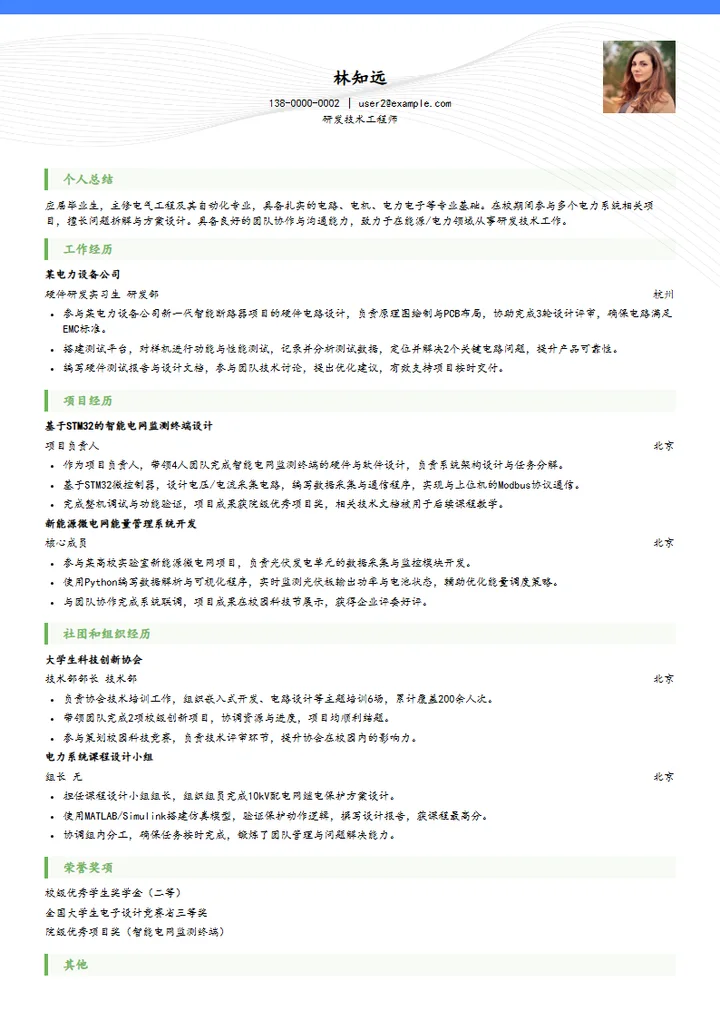 林知远
138-0000-0002 | user2@example.com
研发技术工程师
个人总结
应届毕业生，主修电气工程及其自动化专业，具备扎实的电路、电机、电力电子等专业基础。在校期间参与多个电力系统相关项
目，擅长问题拆解与方案设计。具备良好的团队协作与沟通能力，致力于在能源/电力领域从事研发技术工作。
工作经历
某电力设备公司
硬件研发实习生 研发部 杭州
• 参与某电力设备公司新一代智能断路器项目的硬件电路设计，负责原理图绘制与PCB布局，协助完成3轮设计评审，确保电路满足
EMC标准。
• 搭建测试平台，对样机进行功能与性能测试，记录并分析测试数据，定位并解决2个关键电路问题，提升产品可靠性。
• 编写硬件测试报告与设计文档，参与团队技术讨论，提出优化建议，有效支持项目按时交付。
项目经历
基于STM32的智能电网监测终端设计
项目负责人 北京
• 作为项目负责人，带领4人团队完成智能电网监测终端的硬件与软件设计，负责系统架构设计与任务分解。
• 基于STM32微控制器，设计电压/电流采集电路，编写数据采集与通信程序，实现与上位机的Modbus协议通信。
• 完成整机调试与功能验证，项目成果获院级优秀项目奖，相关技术文档被用于后续课程教学。
新能源微电网能量管理系统开发
核心成员 北京
• 参与某高校实验室新能源微电网项目，负责光伏发电单元的数据采集与监控模块开发。
• 使用Python编写数据解析与可视化程序，实时监测光伏板输出功率与电池状态，辅助优化能量调度策略。
• 与团队协作完成系统联调，项目成果在校园科技节展示，获得企业评委好评。
社团和组织经历
大学生科技创新协会
技术部部长 技术部 北京
• 负责协会技术培训工作，组织嵌入式开发、电路设计等主题培训6场，累计覆盖200余人次。
• 带领团队完成2项校级创新项目，协调资源与进度，项目均顺利结题。
• 参与策划校园科技竞赛，负责技术评审环节，提升协会在校园内的影响力。
电力系统课程设计小组
组长 无 北京
• 担任课程设计小组组长，组织组员完成10kV配电网继电保护方案设计。
• 使用MATLAB/Simulink搭建仿真模型，验证保护动作逻辑，撰写设计报告，获课程最高分。
• 协调组内分工，确保任务按时完成，锻炼了团队管理与问题解决能力。
荣誉奖项
校级优秀学生奖学金（二等）
全国大学生电子设计竞赛省三等奖
院级优秀项目奖（智能电网监测终端）
其他